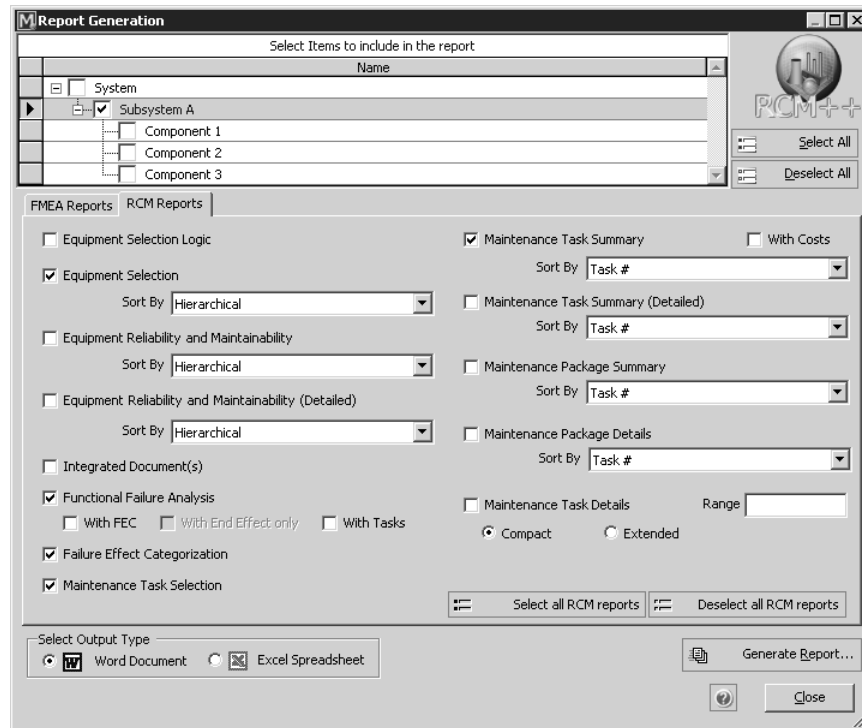 Report Generation
Select Items to include in the report
Name
System
Subsystem A
Component 1
Component 2
Component 3
RCM++
Select All
Deselect All
FMEA Reports RCM Reports
Equipment Selection Logic
Equipment Selection
Sort By Hierarchical
Equipment Reliability and Maintainability
Sort By Hierarchical
Equipment Reliability and Maintainability (Detailed)
Sort By Hierarchical
Integrated Document(s)
Functional Failure Analysis
With FEC With End Effect only With Tasks
Failure Effect Categorization
Maintenance Task Selection
Maintenance Task Summary With Costs
Sort By Task #
Maintenance Task Summary (Detailed)
Sort By Task #
Maintenance Package Summary
Sort By Task #
Maintenance Package Details
Sort By Task #
Maintenance Task Details Range
Compact Extended
Select all RCM reports Deselect all RCM reports
Select Output Type
Word Document Excel Spreadsheet
Generate Report...
Close